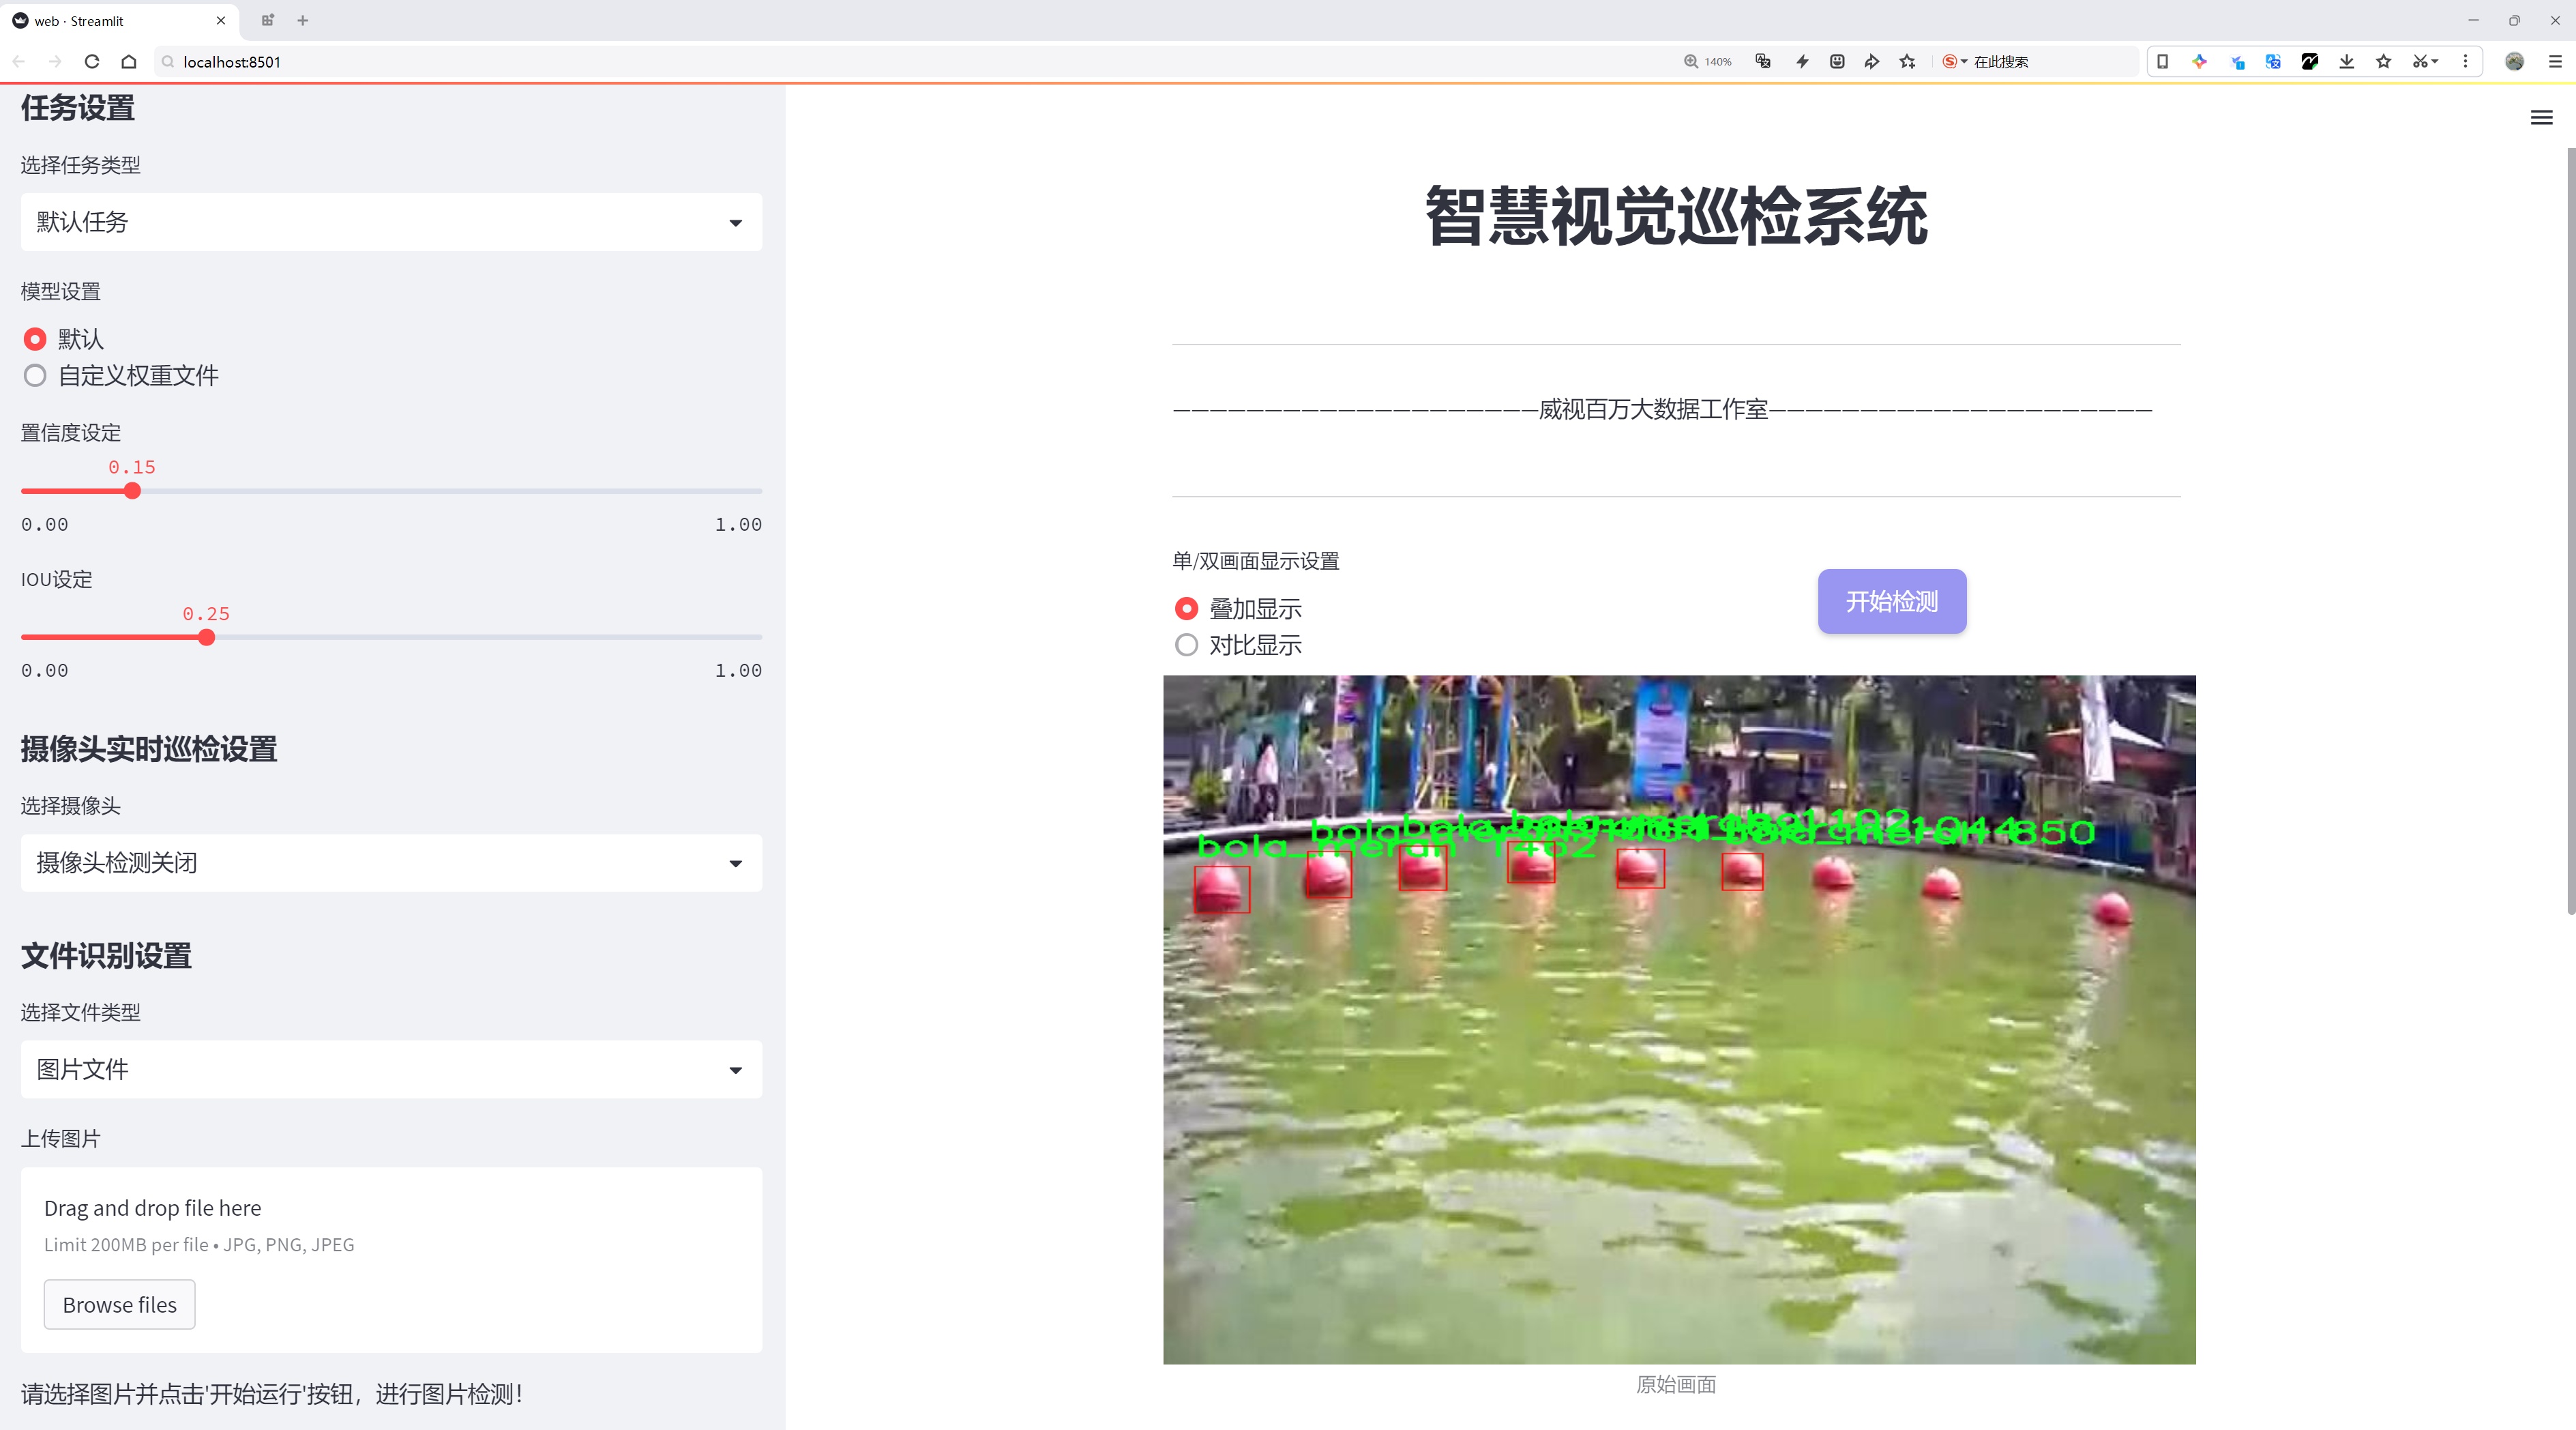 web · Streamlit
localhost:8501
140%
在此搜索
任务设置
选择任务类型
默认任务
模型设置
默认
自定义权重文件
置信度设定
0.15
0.00
1.00
IOU设定
0.25
0.00
1.00
摄像头实时巡检设置
选择摄像头
摄像头检测关闭
文件识别设置
选择文件类型
图片文件
上传图片
Drag and drop file here
Limit 200MB per file • JPG, PNG, JPEG
Browse files
请选择图片并点击'开始运行'按钮，进行图片检测！
智慧视觉巡检系统
————————————————————威视百万大数据工作室—————————————————————
单/双画面显示设置
叠加显示
对比显示
开始检测
bola_merah 1462
850
原始画面